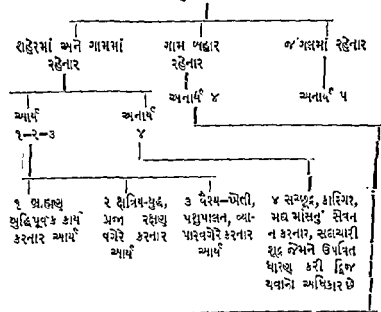 શહેરમાં અને ગામમાં
રહેનાર
ગામ બહાર
રહેનાર
જંગલમાં રહેનાર
આર્ય
૧-૨-૩
અનાર્ય
૪
અનાર્ય ૪
અનાર્ય ૫
૧ બ્રાહ્મણ
બુદ્ધિપૂર્વક કાર્ય
કરનાર આર્ય
૨ ક્ષત્રિય-યુદ્ધ,
પ્રજા રક્ષણ
વગેરે કરનાર
આર્ય
૩ વૈશ્ય-ખેતી,
પશુપાલન, વ્યા-
પારવગેરે કરનાર
આર્ય
૪ સચ્છૂદ્ર, કારિગર,
મદ્ય માંસનું સેવન
ન કરનાર, સદાચારી
શૂદ્ર જેમને ઉપવિત
ધારણ કરી દ્વિજ
થવાનો અધિકાર છે